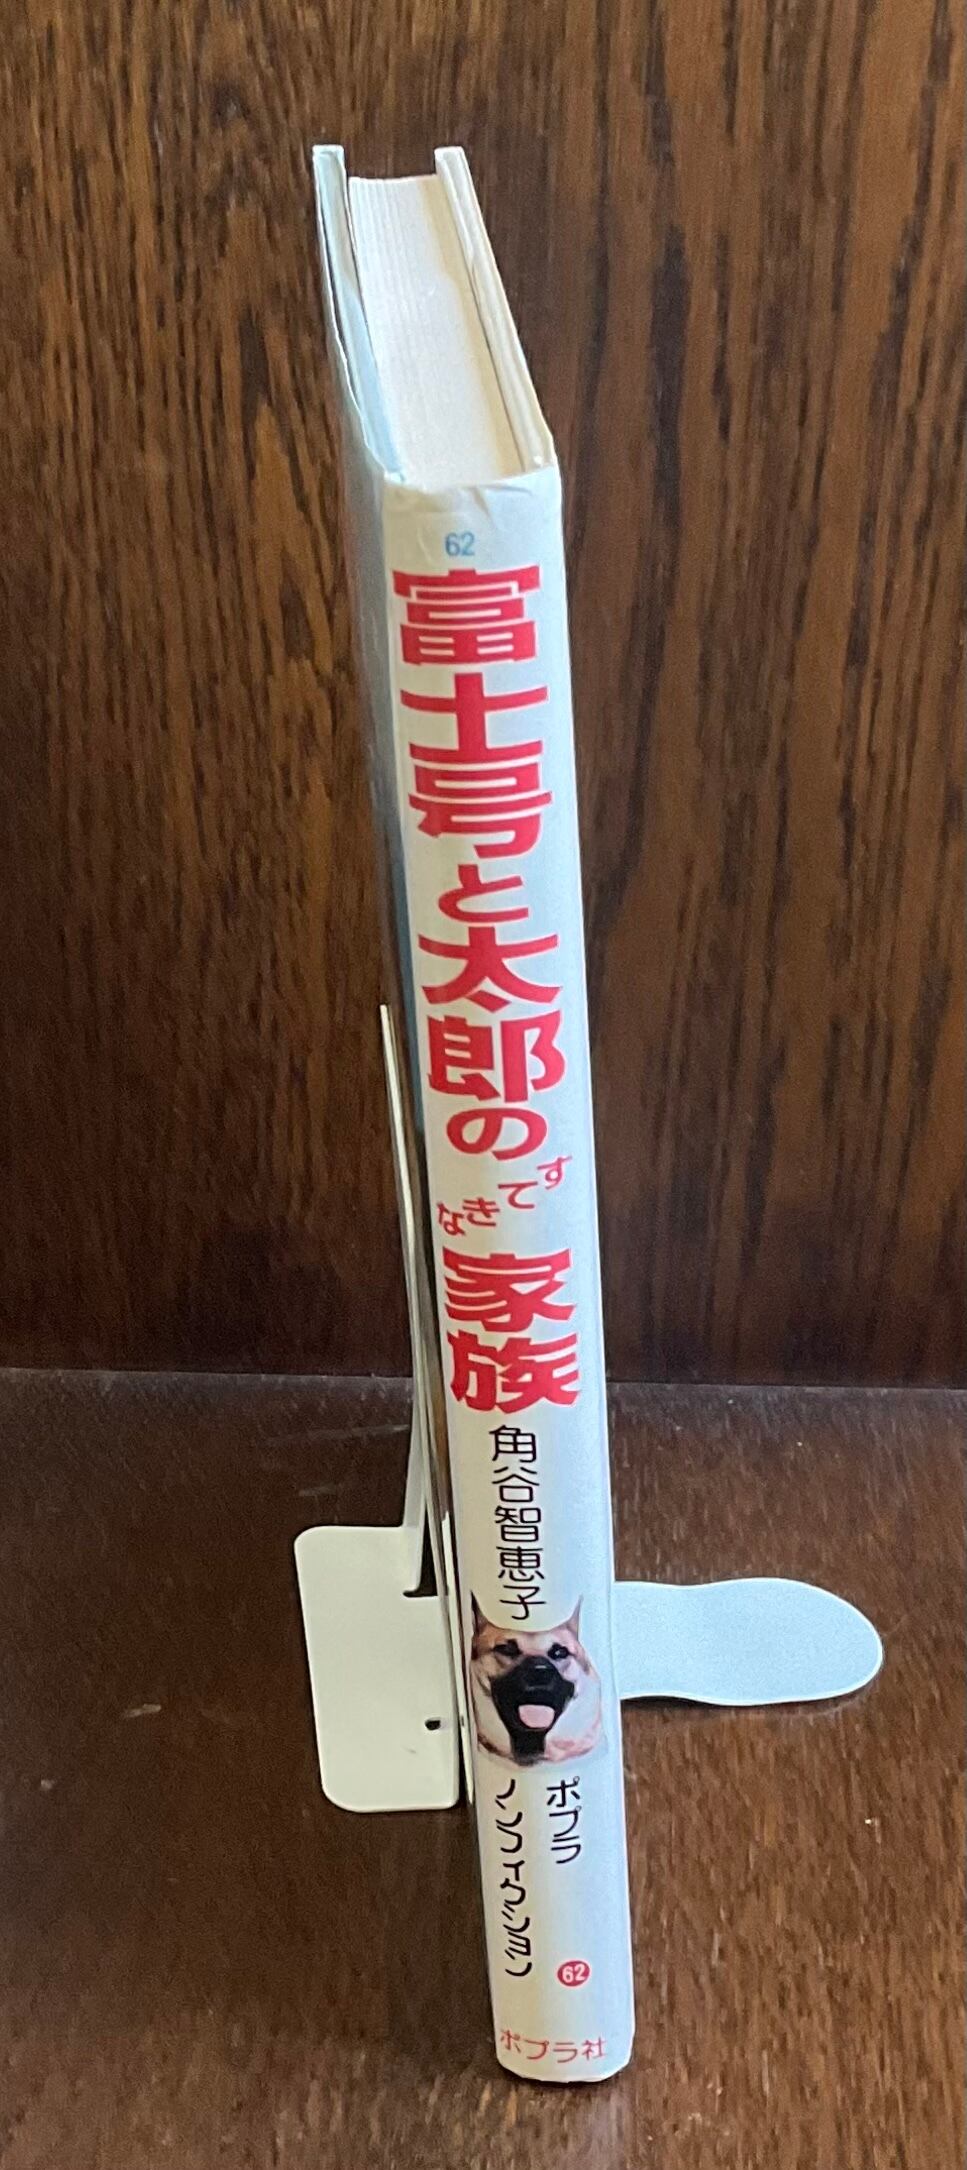 62
富士号と太郎の
すてきな
家族
角谷智恵子
ポプラ
ノンフィクション
62
ポプラ社